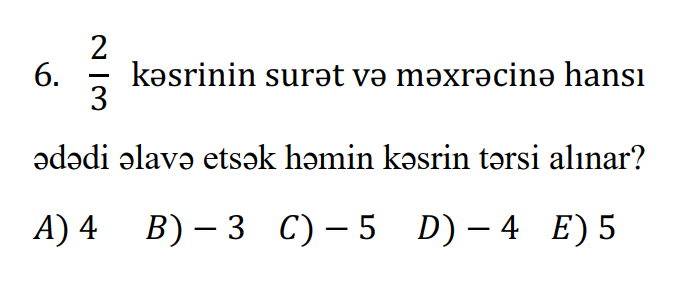 6. 2/3 kəsrinin surət və məxrəcinə hansı
ədədi əlavə etsək həmin kəsrin tərsi alınar?
A) 4 B) − 3 C) − 5 D) − 4 E) 5